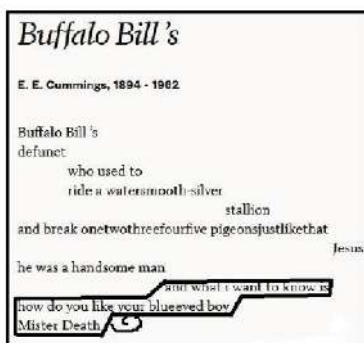 Buffalo Bill 's
E. E. Cummings, 1894 - 1962
Buffalo Bill 's
defunct
who used to
ride a watersmooth-silver
stallion
and break onetwothreefourfive pigeonsjustlikethat
Jesus
he was a handsome man
and what i want to know is
how do you like your blueeyed boy
Mister Death